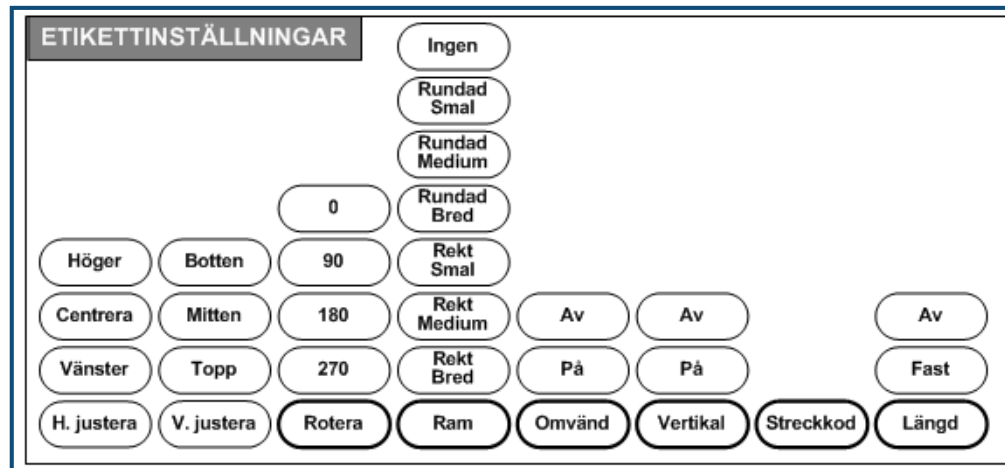 ETIKETTINSTÄLLNINGAR
Ingen
Rundad
Smal
Rundad
Medium
0
Rundad
Bred
Höger
Botten
90
Rekt
Smal
Centrera
Mitten
180
Rekt
Medium
Av
Av
Av
Vänster
Topp
270
Rekt
Bred
På
På
Fast
H. justera
V. justera
Rotera
Ram
Omvänd
Vertikal
Streckkod
Längd